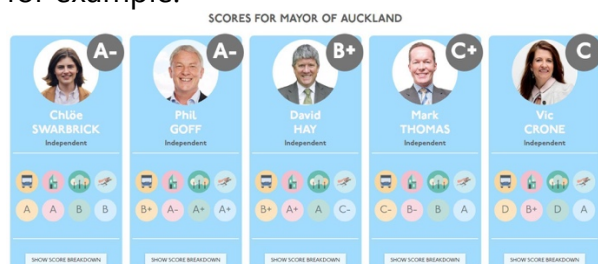 for example.
SCORES FOR MAYOR OF AUCKLAND
A- A- B+ C+ C
Chlöe Phil David Mark Vic
SWARBRICK GOFF HAY THOMAS CRONE
Independent Independent Independent Independent Independent
A A B B B+ A- A+ A+ B+ A+ A C- C- B- B A D B+ D A
SHOW SCORE BREAKDOWN SHOW SCORE BREAKDOWN SHOW SCORE BREAKDOWN SHOW SCORE BREAKDOWN SHOW SCORE BREAKDOWN